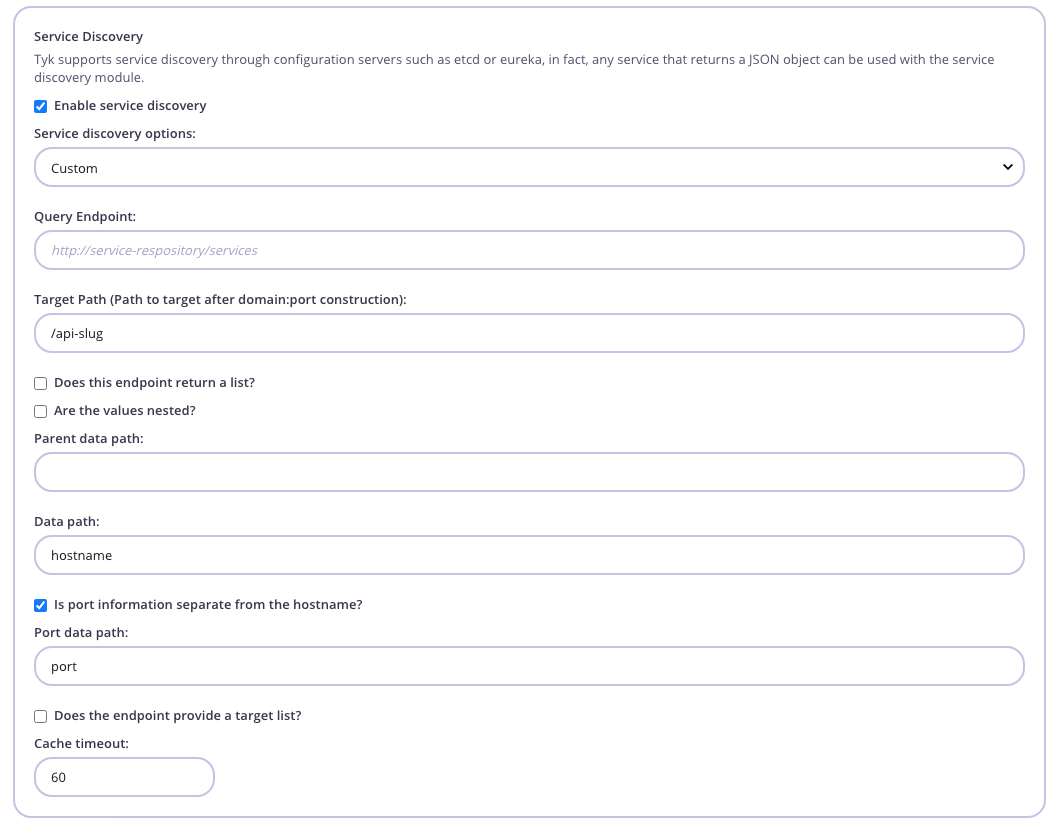 Service Discovery
Tyk supports service discovery through configuration servers such as etcd or eureka, in fact, any service that returns a JSON object can be used with the service
discovery module.
Enable service discovery
Service discovery options:
Custom
Query Endpoint:
http://service-respository/services
Target Path (Path to target after domain:port construction):
/api-slug
Does this endpoint return a list?
Are the values nested?
Parent data path:
Data path:
hostname
Is port information separate from the hostname?
Port data path:
port
Does the endpoint provide a target list?
Cache timeout:
60